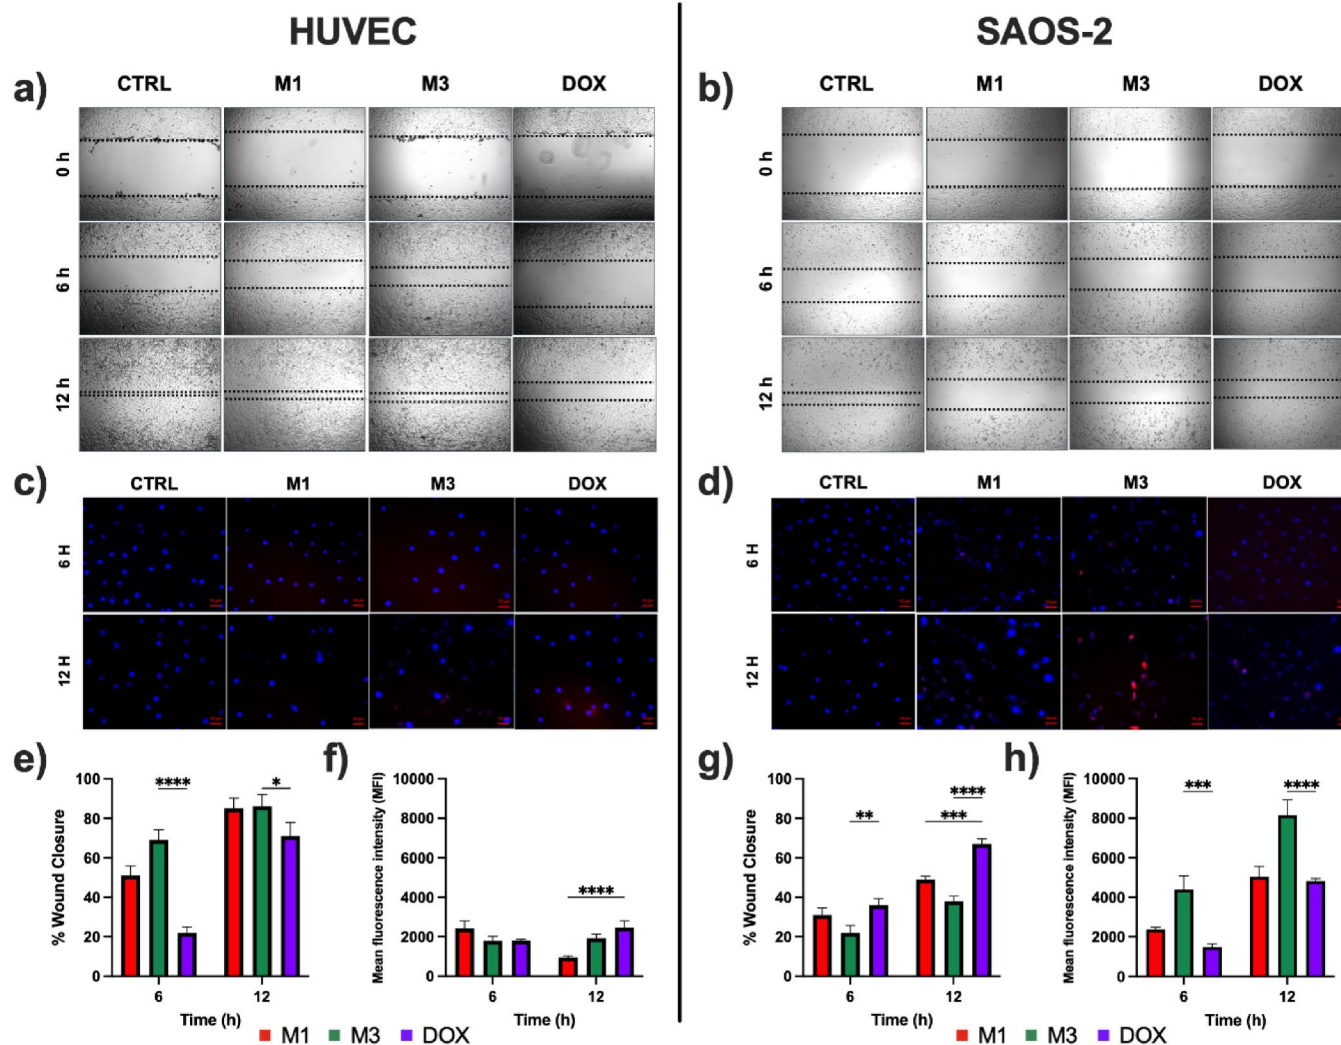 HUVEC
SAOS-2
a)
CTRL M1 M3 DOX
0 h
6 h
12 h
b)
CTRL M1 M3 DOX
0 h
6 h
12 h
c)
CTRL M1 M3 DOX
6 H
12 H
d)
CTRL M1 M3 DOX
6 H
12 H
e)
% Wound Closure
100
80
60
40
20
0
****
*
6 12
Time (h)
f)
Mean fluorescence intensity (MFI)
10000
8000
6000
4000
2000
0
****
6 12
Time (h)
M1 M3 DOX
g)
% Wound Closure
100
80
60
40
20
0
**
****
***
6 12
Time (h)
h)
Mean fluorescence intensity (MFI)
10000
8000
6000
4000
2000
0
***
****
6 12
Time (h)
M1 M3 DOX